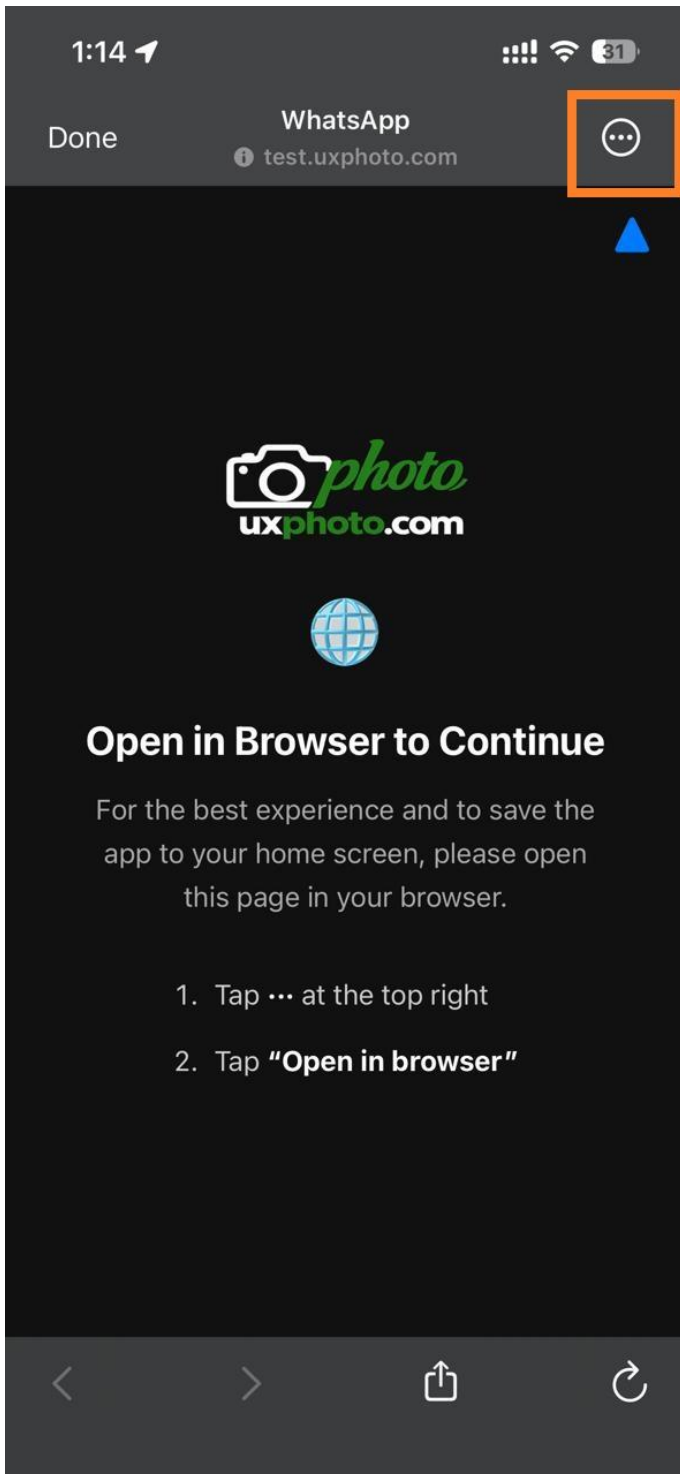 1:14 31
WhatsApp
Done
test.uxphoto.com
photo
uxphoto.com
Open in Browser to Continue
For the best experience and to save the
app to your home screen, please open
this page in your browser.
1. Tap ··· at the top right
2. Tap “Open in browser”